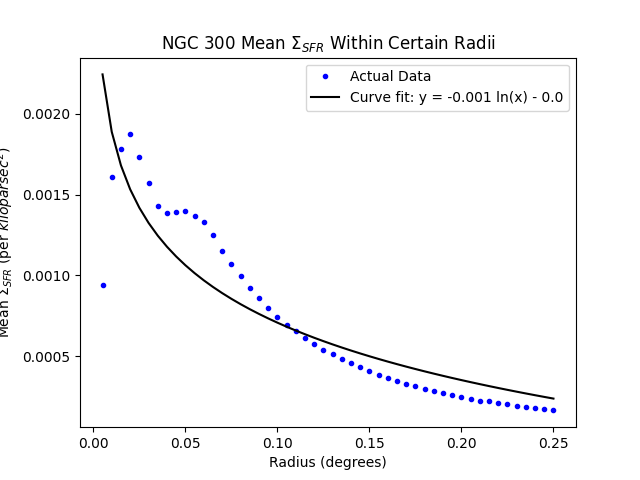 NGC 300 Mean Σ_SFR Within Certain Radii
Actual Data
Curve fit: y = -0.001 ln(x) - 0.0
Mean Σ_SFR (per kiloparsec²)
0.0020
0.0015
0.0010
0.0005
0.00 0.05 0.10 0.15 0.20 0.25
Radius (degrees)